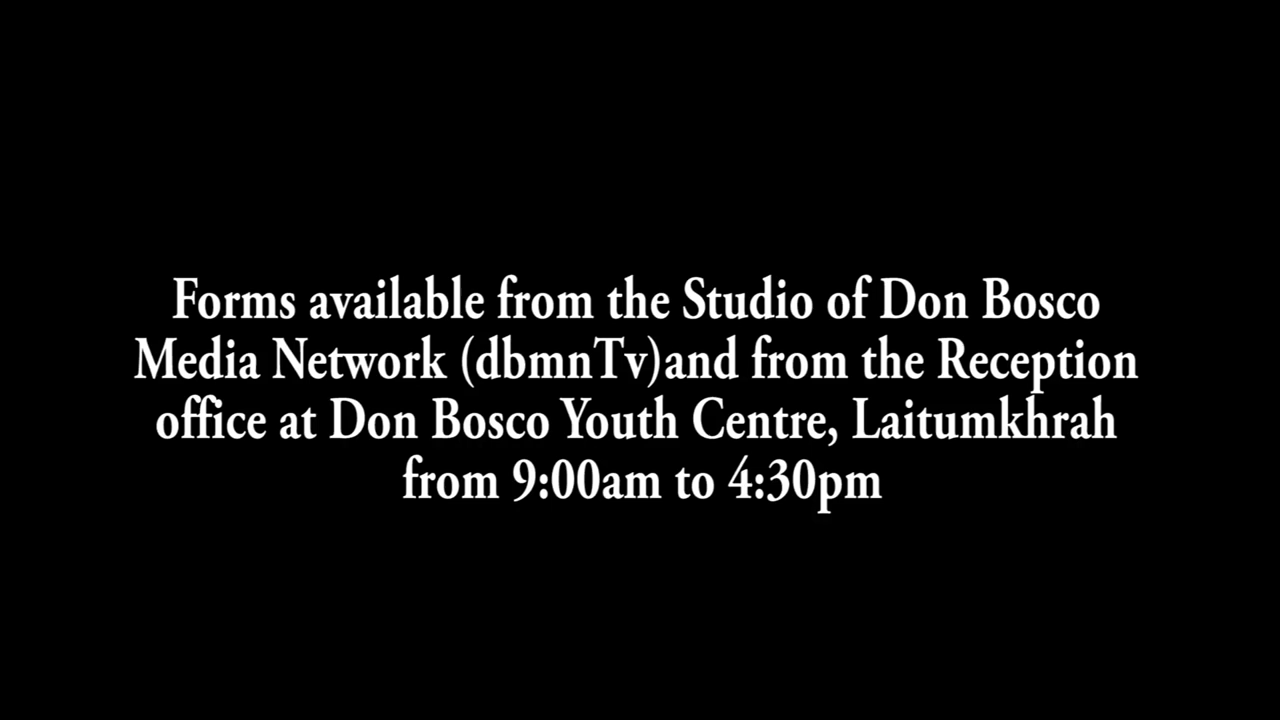 Forms available from the Studio of Don Bosco
Media Network (dbmnTv)and from the Reception
office at Don Bosco Youth Centre, Laitumkhrah
from 9:00am to 4:30pm